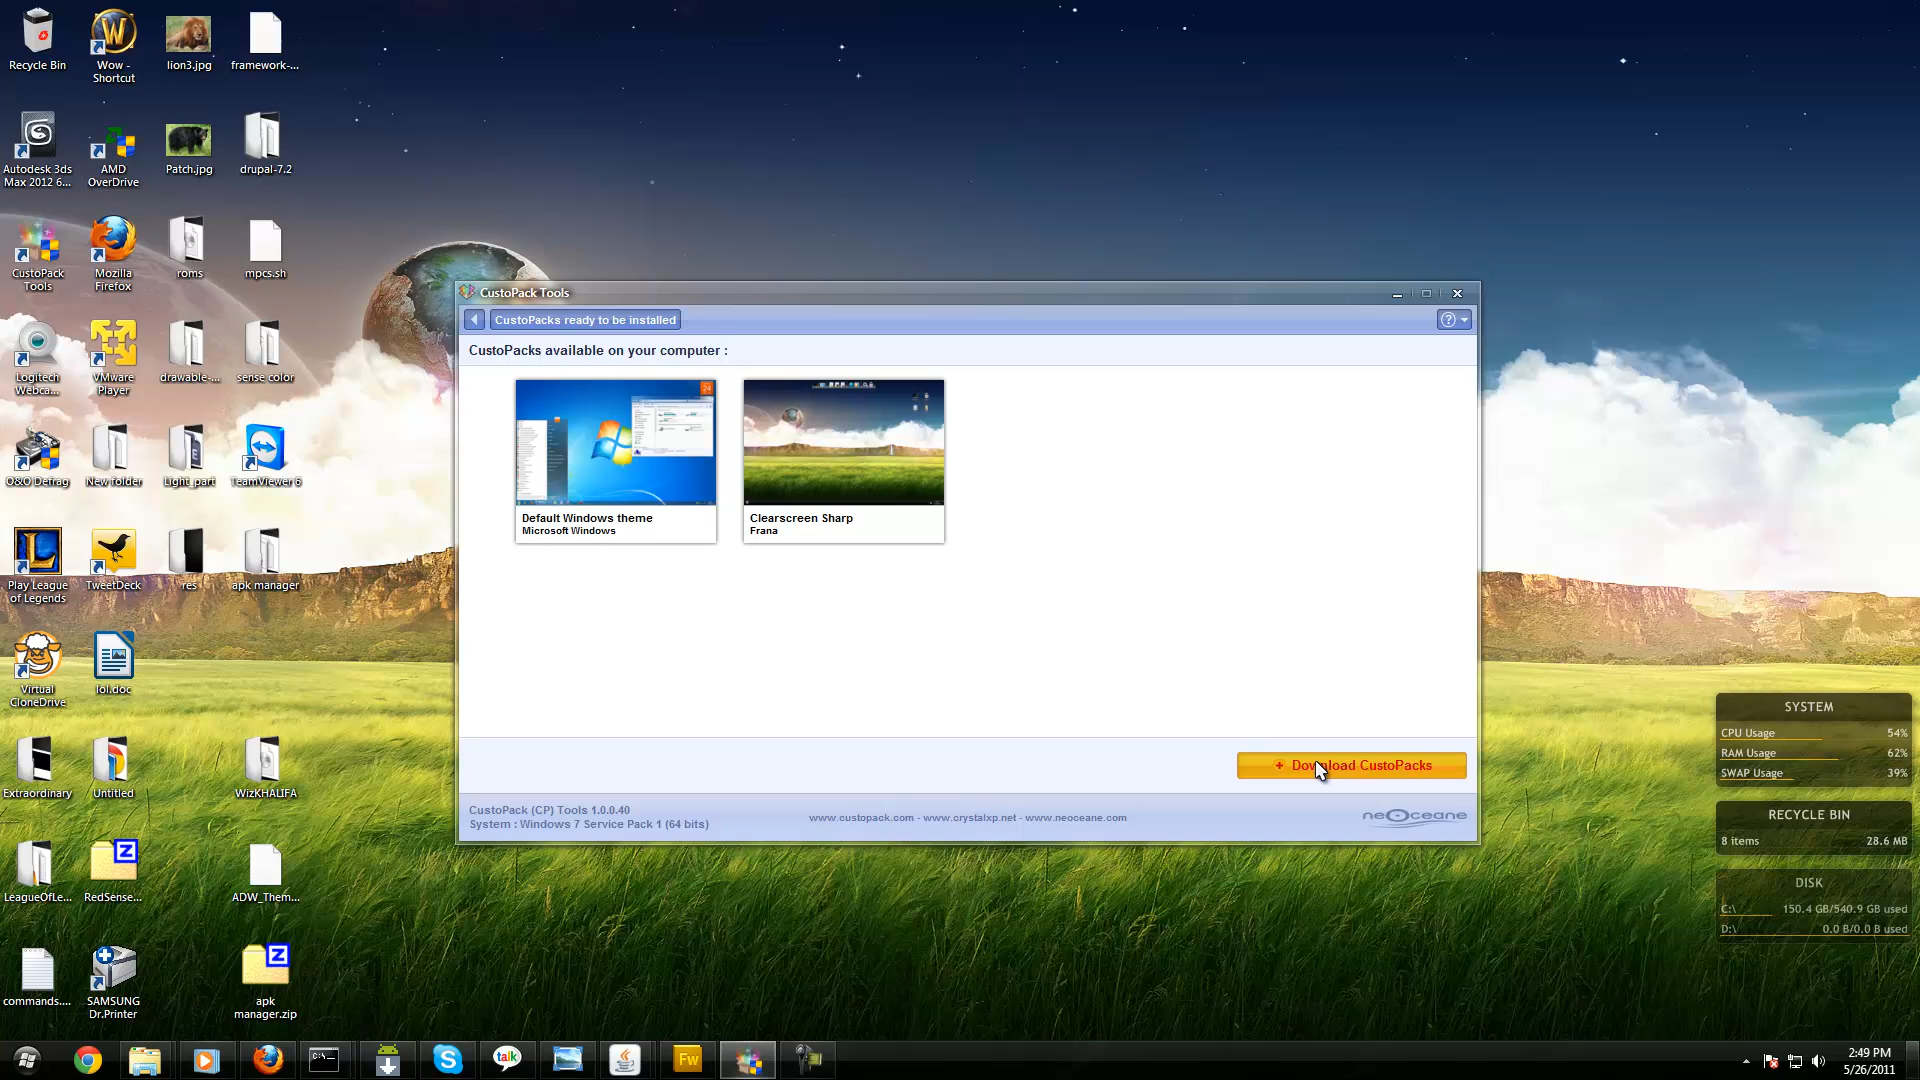 Recycle Bin
Wow -
Shortcut
lion3.jpg
framework-...
Autodesk 3ds
Max 2012 6...
AMD
OverDrive
Patch.jpg
drupal-7.2
CustoPack
Tools
Mozilla
Firefox
roms
mpcs.sh
Logitech
Webca...
VMware
Player
drawable-...
sense color
O&O Defrag
New folder
Light_part
TeamViewer 6
Play League
of Legends
TweetDeck
res
apk manager
Virtual
CloneDrive
lol.doc
Extraordinary
Untitled
WizKHALIFA
LeagueOfLe...
RedSense...
ADW_Them...
commands....
SAMSUNG
Dr.Printer
apk
manager.zip
CustoPack Tools
CustoPacks ready to be installed
CustoPacks available on your computer :
24
Default Windows theme
Microsoft Windows
Clearscreen Sharp
Frana
+ Download CustoPacks
CustoPack (CP) Tools 1.0.0.40
System : Windows 7 Service Pack 1 (64 bits)
www.custopack.com - www.crystalxp.net - www.neoceane.com
neOceane
SYSTEM
CPU Usage 54%
RAM Usage 62%
SWAP Usage 39%
RECYCLE BIN
8 items 28.6 MB
DISK
C:\ 150.4 GB/540.9 GB used
D:\ 0.0 B/0.0 B used
C:\_
talk
Fw
2:49 PM
5/26/2011